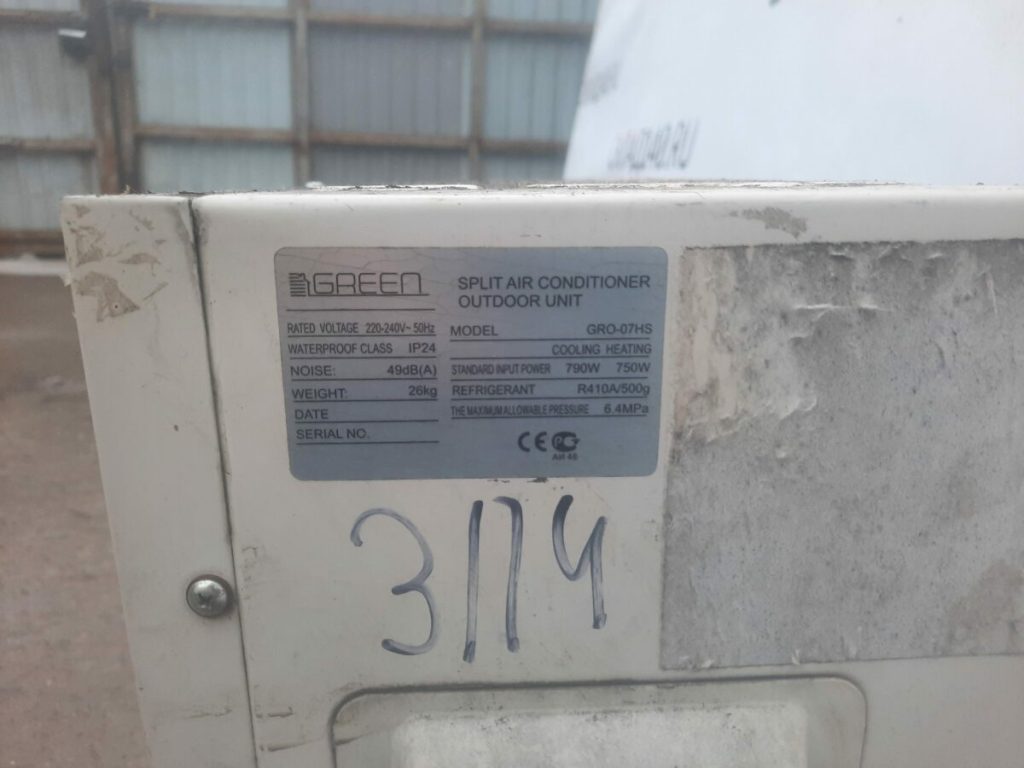 GREEN
SPLIT AIR CONDITIONER
OUTDOOR UNIT
RATED VOLTAGE 220-240V~ 50Hz
WATERPROOF CLASS IP24
NOISE: 49dB(A)
WEIGHT: 26kg
DATE
SERIAL NO.
MODEL GRO-07HS
COOLING HEATING
STANDARD INPUT POWER 790W 750W
REFRIGERANT R410A/500g
THE MAXIMUM ALLOWABLE PRESSURE 6.4MPa
CE
АИ 46